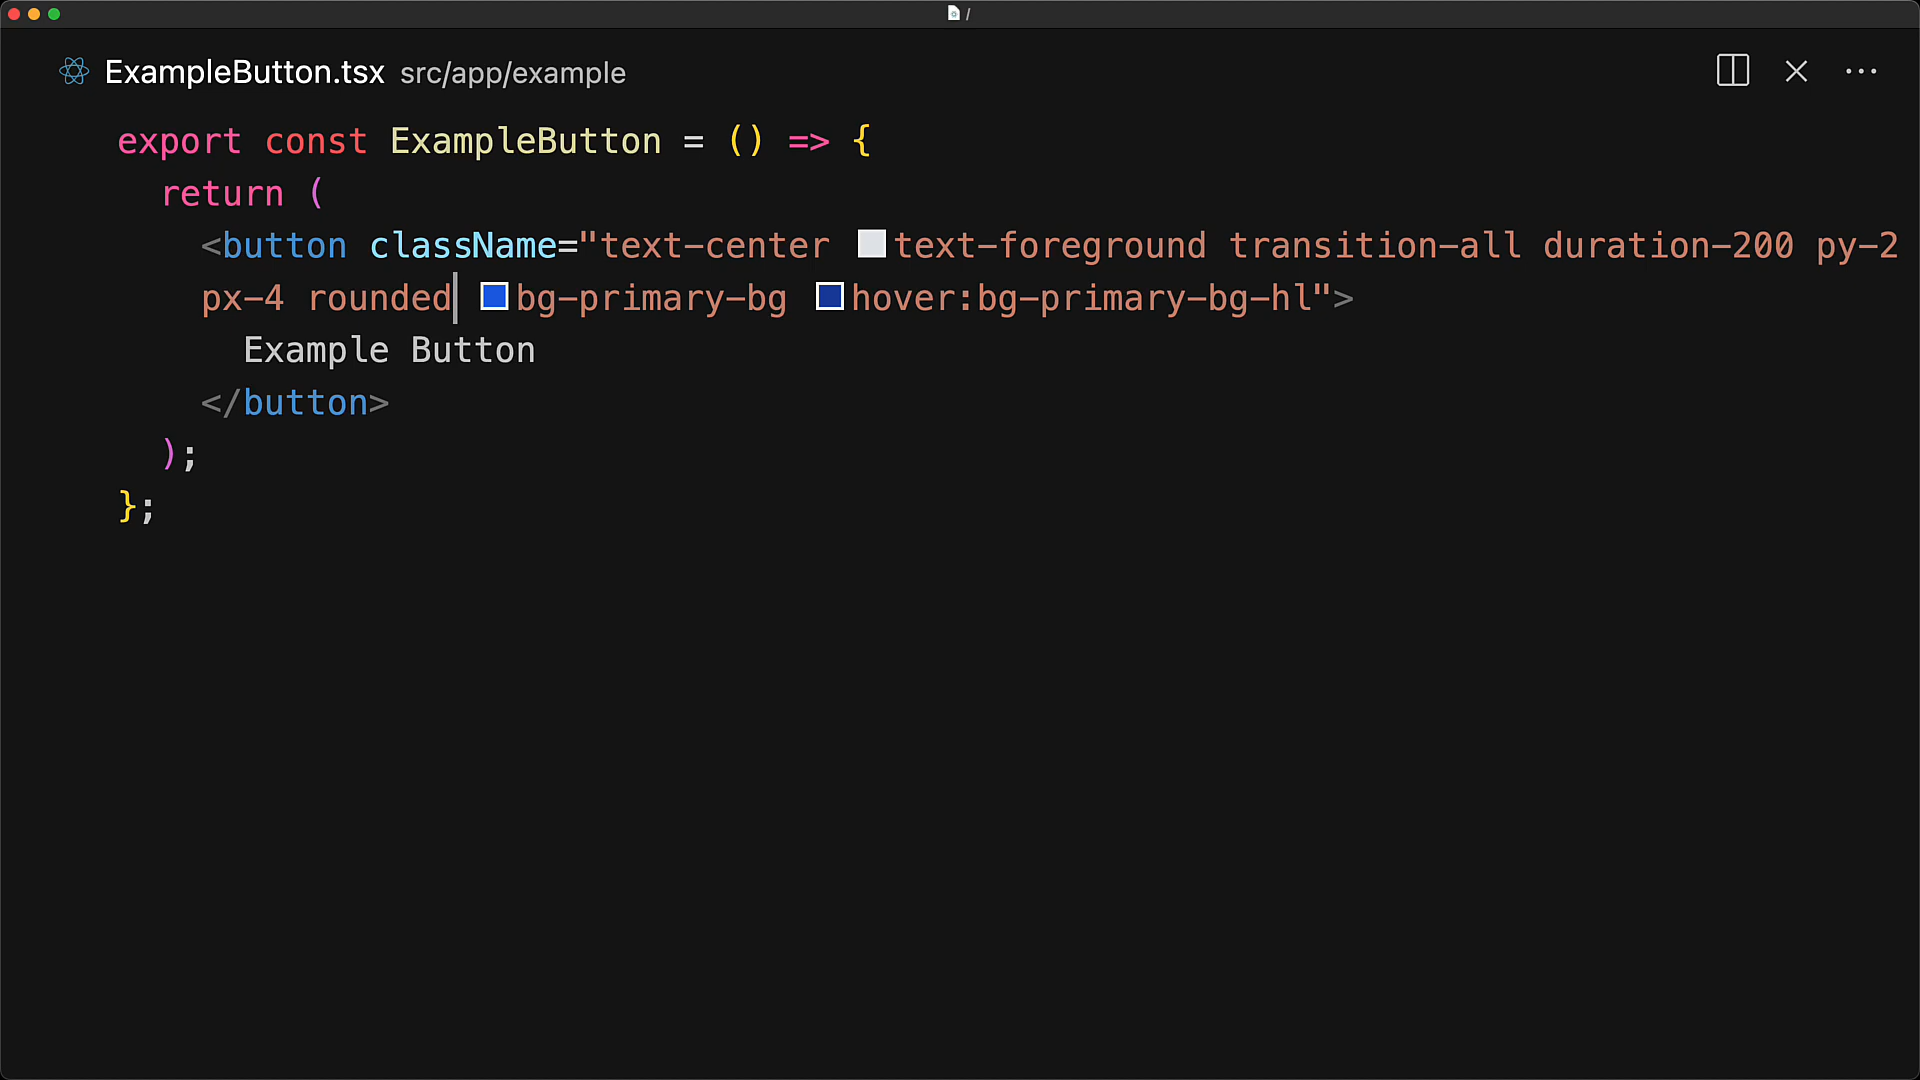 /
ExampleButton.tsx src/app/example
export const ExampleButton = () => {
return (
<button className="text-center text-foreground transition-all duration-200 py-2
px-4 rounded bg-primary-bg hover:bg-primary-bg-hl">
Example Button
</button>
);
};